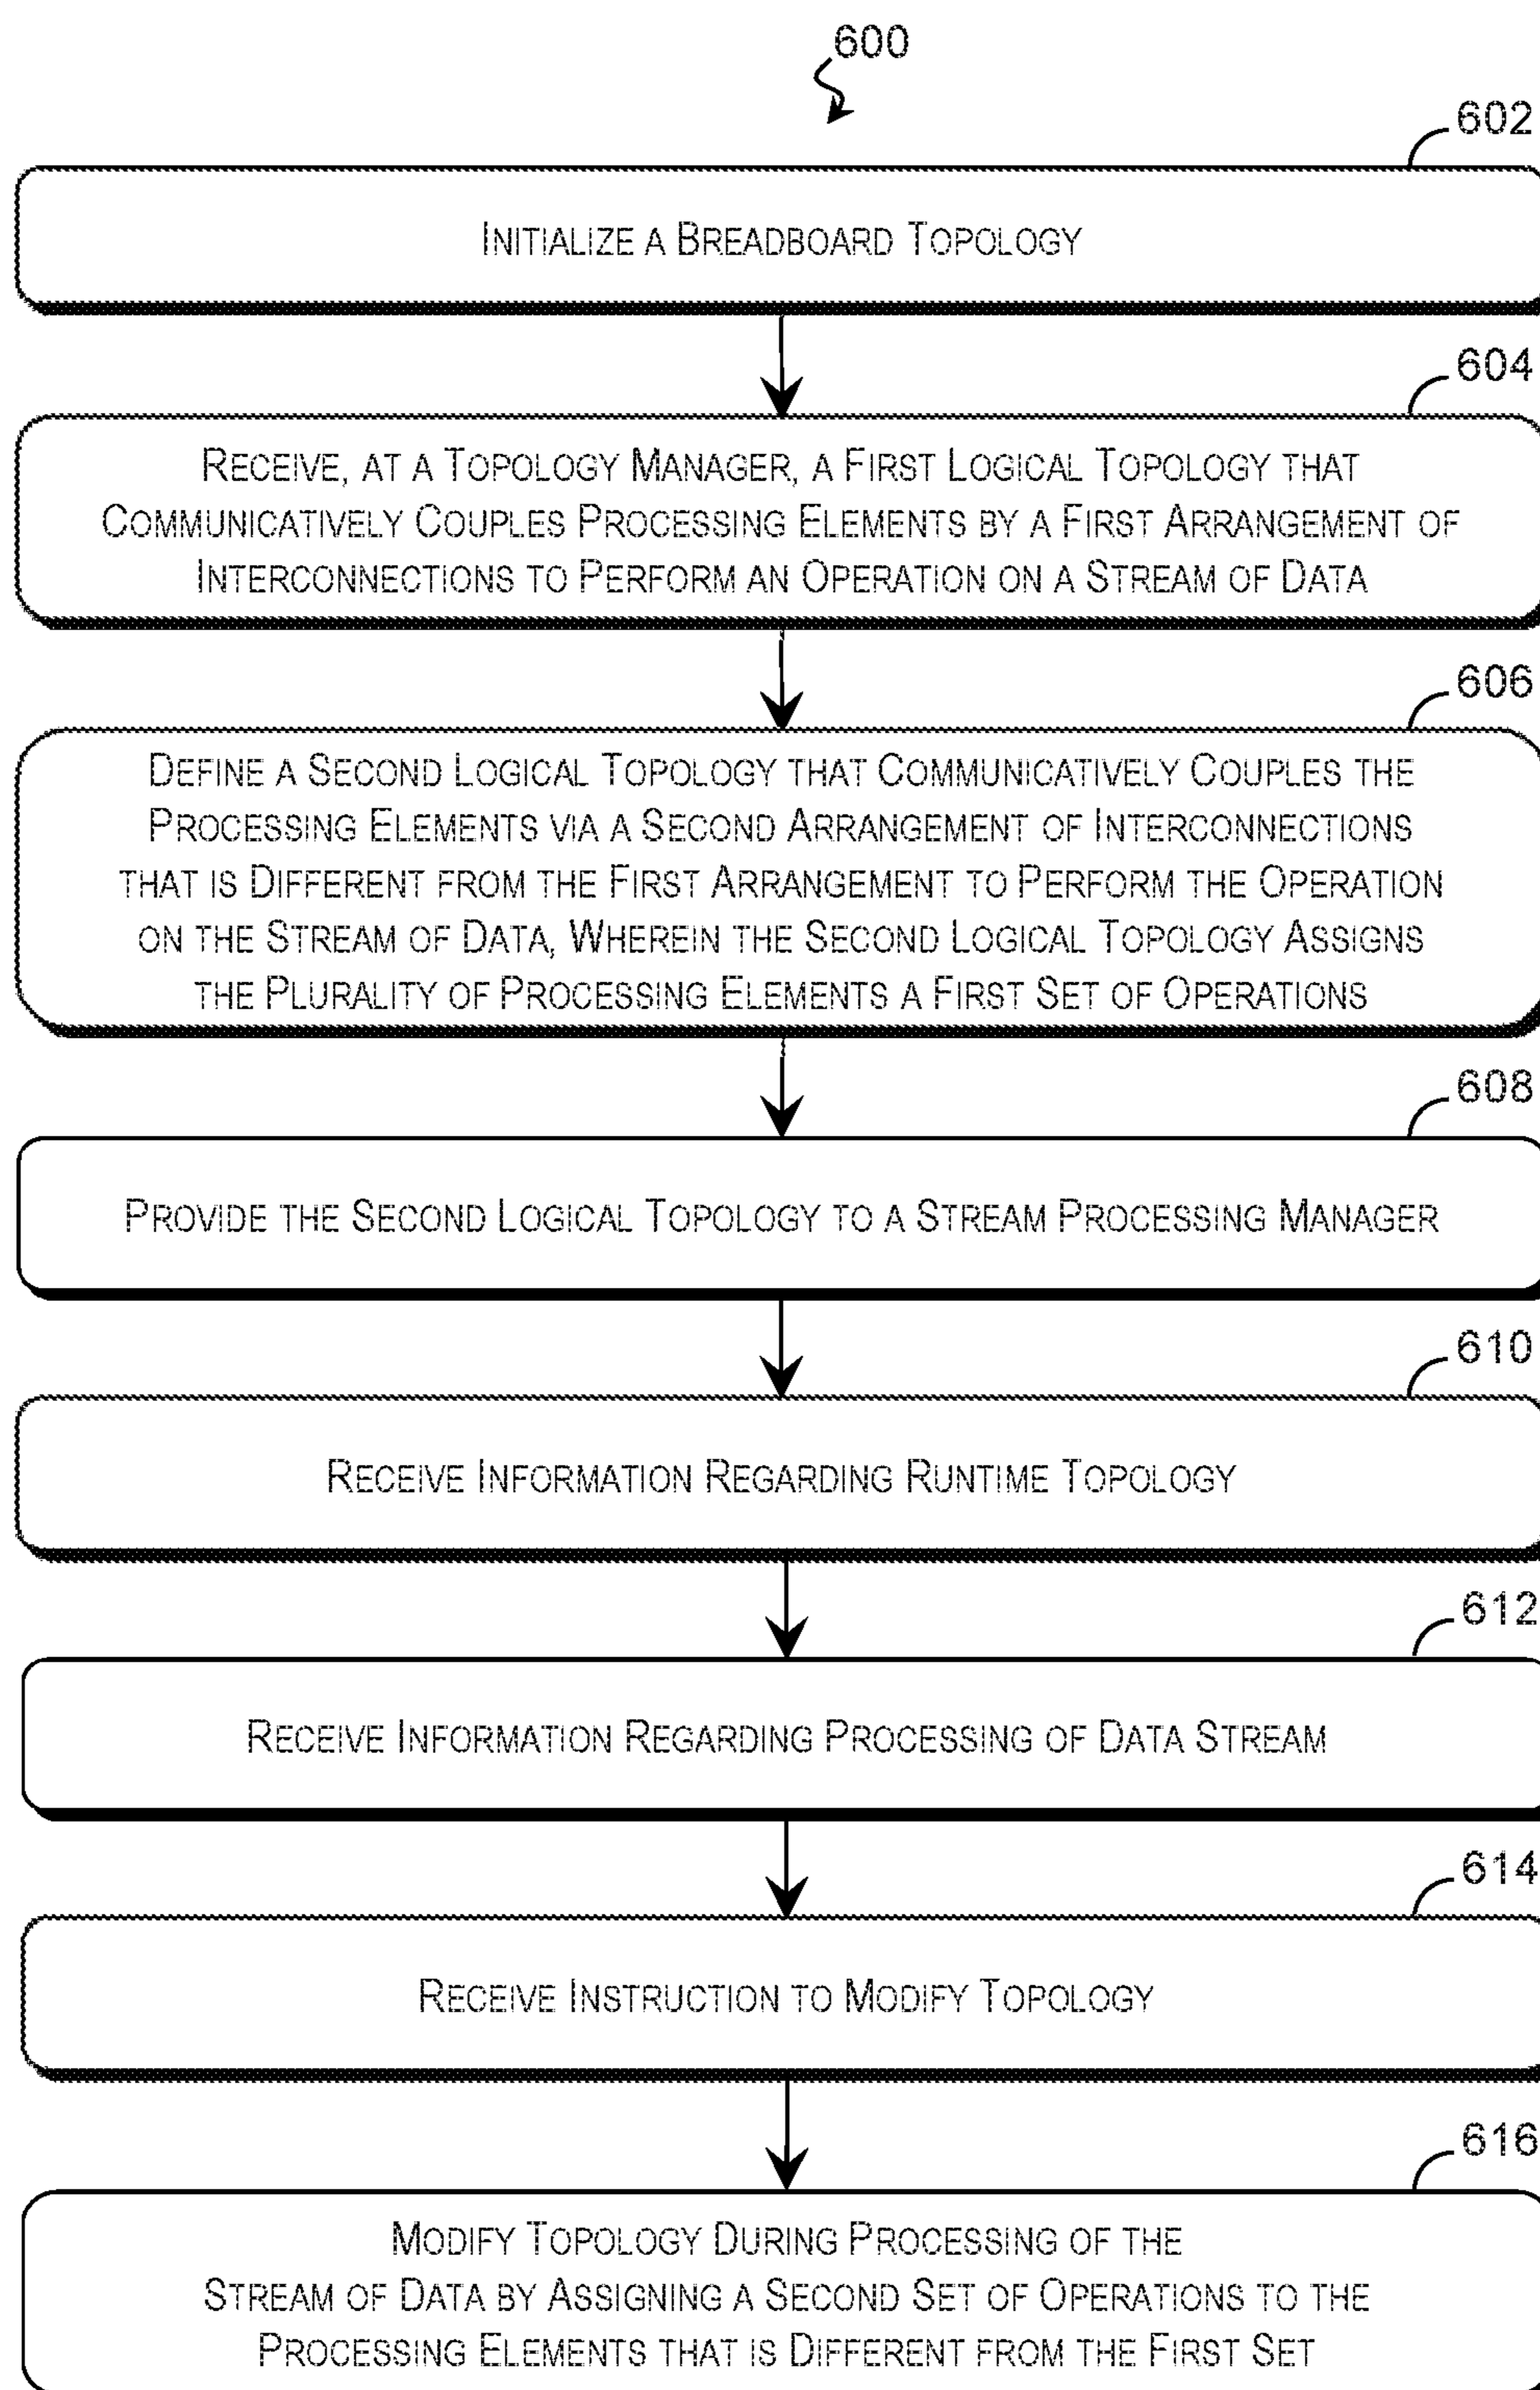 600
602
INITIALIZE A BREADBOARD TOPOLOGY
604
RECEIVE, AT A TOPOLOGY MANAGER, A FIRST LOGICAL TOPOLOGY THAT
COMMUNICATIVELY COUPLES PROCESSING ELEMENTS BY A FIRST ARRANGEMENT OF
INTERCONNECTIONS TO PERFORM AN OPERATION ON A STREAM OF DATA
606
DEFINE A SECOND LOGICAL TOPOLOGY THAT COMMUNICATIVELY COUPLES THE
PROCESSING ELEMENTS VIA A SECOND ARRANGEMENT OF INTERCONNECTIONS
THAT IS DIFFERENT FROM THE FIRST ARRANGEMENT TO PERFORM THE OPERATION
ON THE STREAM OF DATA, WHEREIN THE SECOND LOGICAL TOPOLOGY ASSIGNS
THE PLURALITY OF PROCESSING ELEMENTS A FIRST SET OF OPERATIONS
608
PROVIDE THE SECOND LOGICAL TOPOLOGY TO A STREAM PROCESSING MANAGER
610
RECEIVE INFORMATION REGARDING RUNTIME TOPOLOGY
612
RECEIVE INFORMATION REGARDING PROCESSING OF DATA STREAM
614
RECEIVE INSTRUCTION TO MODIFY TOPOLOGY
616
MODIFY TOPOLOGY DURING PROCESSING OF THE
STREAM OF DATA BY ASSIGNING A SECOND SET OF OPERATIONS TO THE
PROCESSING ELEMENTS THAT IS DIFFERENT FROM THE FIRST SET